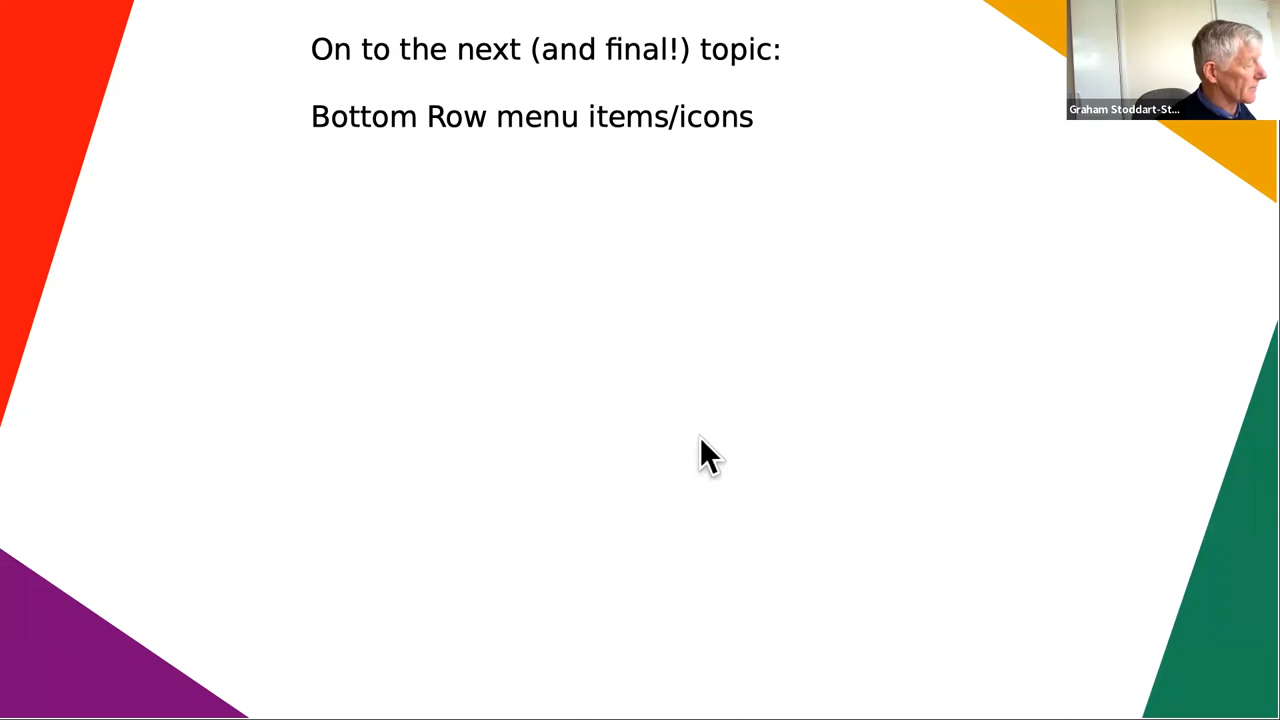 On to the next (and final!) topic:
Bottom Row menu items/icons
Graham Stoddart-St...